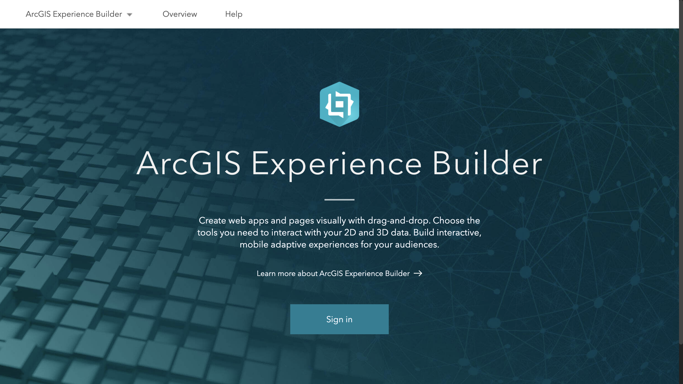 ArcGIS Experience Builder
Overview
Help
ArcGIS Experience Builder
Create web apps and pages visually with drag-and-drop. Choose the
tools you need to interact with your 2D and 3D data. Build interactive,
mobile adaptive experiences for your audiences.
Learn more about ArcGIS Experience Builder →
Sign in